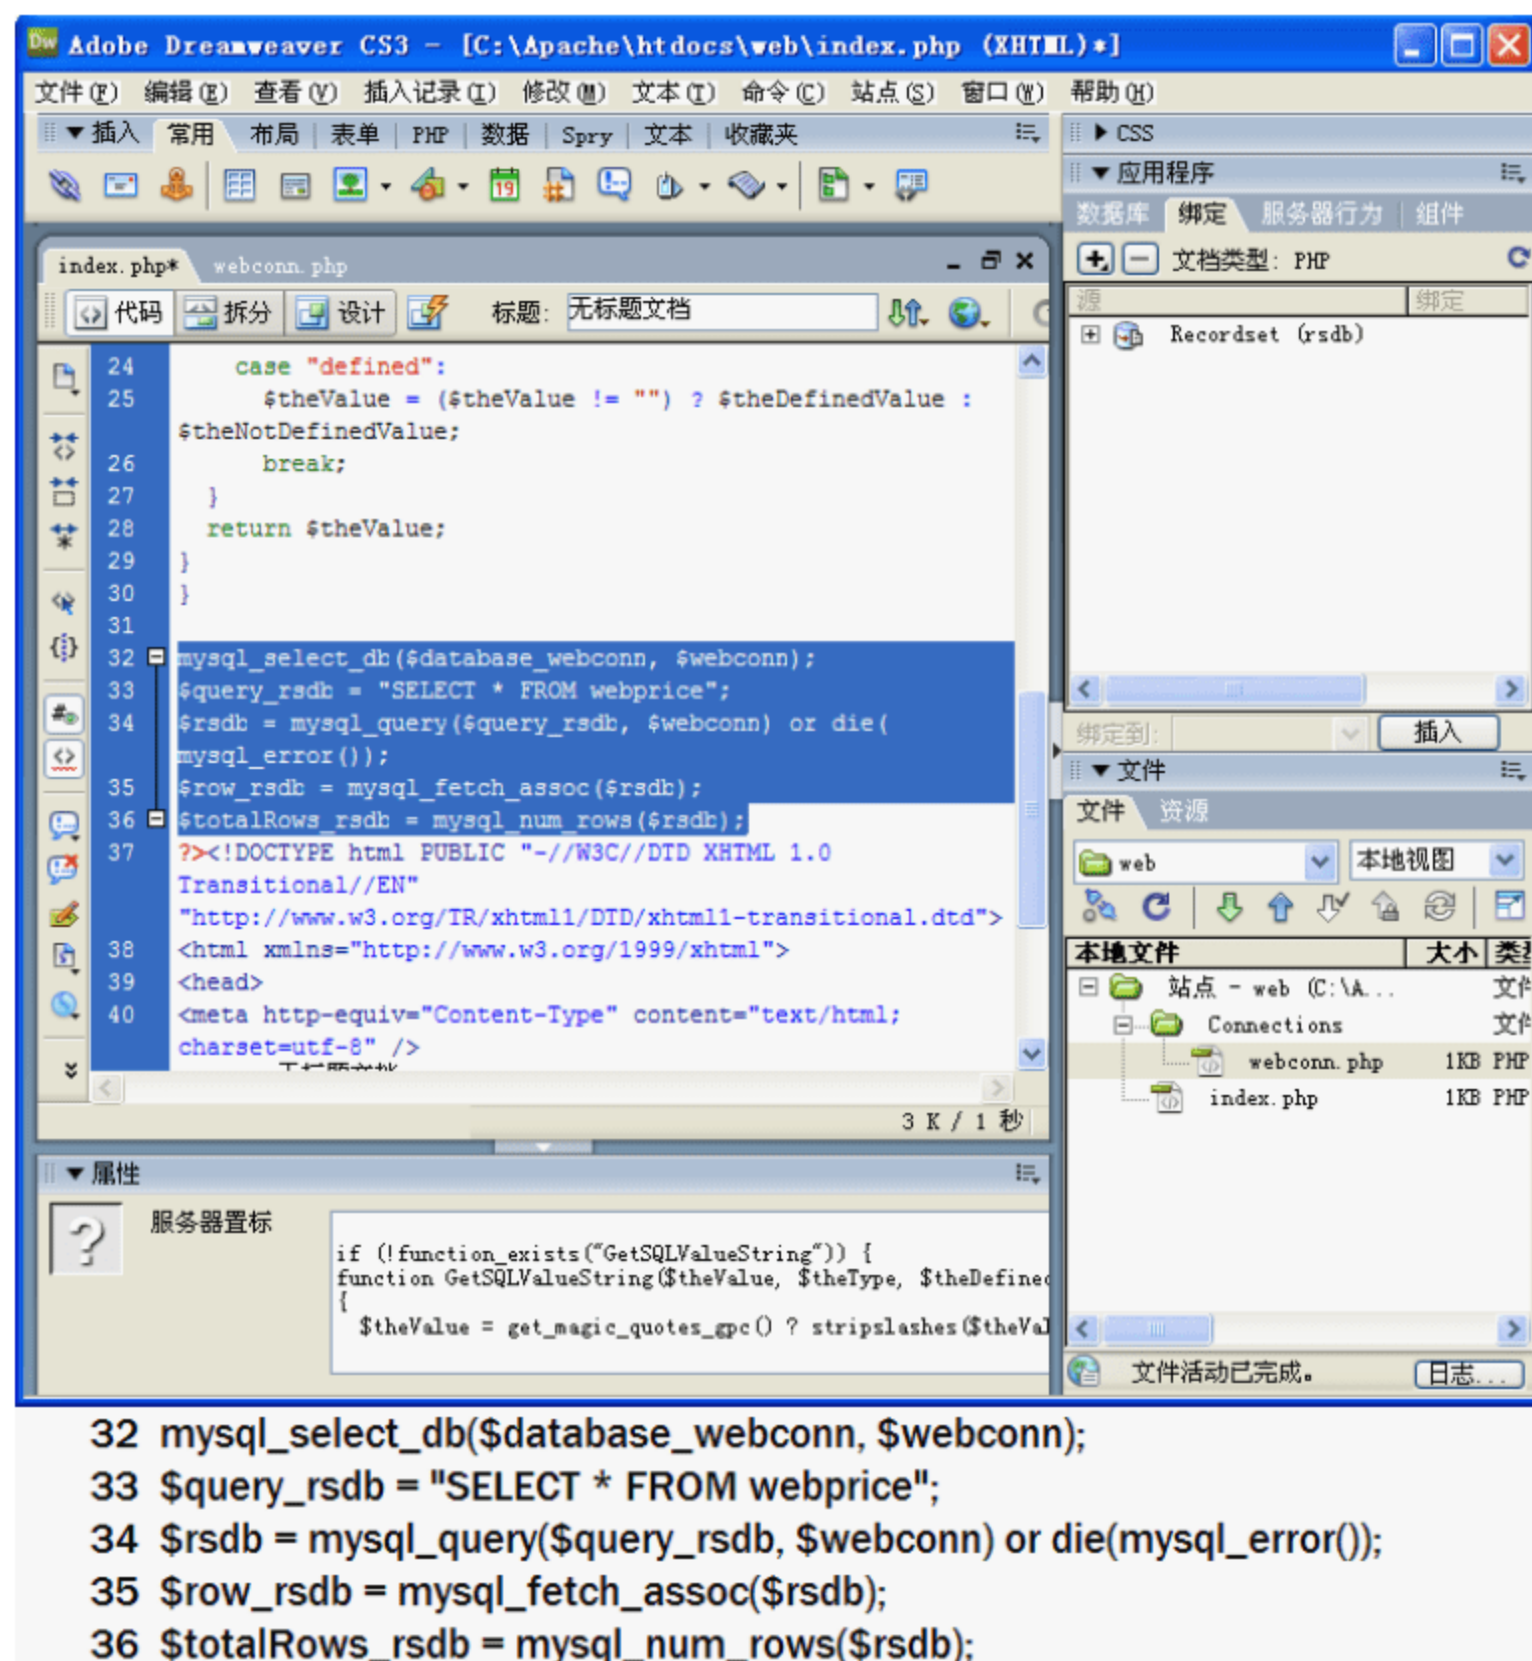 Dw Adobe Dreamweaver CS3 - [C:\Apache\htdocs\web\index.php (XHTML)*]
文件(F) 编辑(E) 查看(V) 插入记录(I) 修改(M) 文本(T) 命令(C) 站点(S) 窗口(W) 帮助(H)
▼插入 常用 布局 表单 PHP 数据 Spry 文本 收藏夹
19
index.php* webconn.php
代码 拆分 设计 标题: 无标题文档
24 case "defined":
25 $theValue = ($theValue != "") ? $theDefinedValue :
$theNotDefinedValue;
26 break;
27 }
28 return $theValue;
29 }
30 }
31
32 mysql_select_db($database_webconn, $webconn);
33 $query_rsdb = "SELECT * FROM webprice";
34 $rsdb = mysql_query($query_rsdb, $webconn) or die(
mysql_error());
35 $row_rsdb = mysql_fetch_assoc($rsdb);
36 $totalRows_rsdb = mysql_num_rows($rsdb);
37 ?><!DOCTYPE html PUBLIC "-//W3C//DTD XHTML 1.0
Transitional//EN"
"http://www.w3.org/TR/xhtml1/DTD/xhtml1-transitional.dtd">
38 <html xmlns="http://www.w3.org/1999/xhtml">
39 <head>
40 <meta http-equiv="Content-Type" content="text/html;
charset=utf-8" />
3 K / 1 秒
▼属性
服务器置标
if (!function_exists("GetSQLValueString")) {
function GetSQLValueString($theValue, $theType, $theDefined
{
$theValue = get_magic_quotes_gpc() ? stripslashes($theVal
▶ CSS
▼应用程序
数据库 绑定 服务器行为 组件
文档类型: PHP
源 绑定
Recordset (rsdb)
绑定到: 插入
▼文件
文件 资源
web 本地视图
本地文件 大小
站点 - web (C:\A... 文件
Connections 文件
webconn.php 1KB PHP
index.php 1KB PHP
文件活动已完成。 日志...
32 mysql_select_db($database_webconn, $webconn);
33 $query_rsdb = "SELECT * FROM webprice";
34 $rsdb = mysql_query($query_rsdb, $webconn) or die(mysql_error());
35 $row_rsdb = mysql_fetch_assoc($rsdb);
36 $totalRows_rsdb = mysql_num_rows($rsdb);